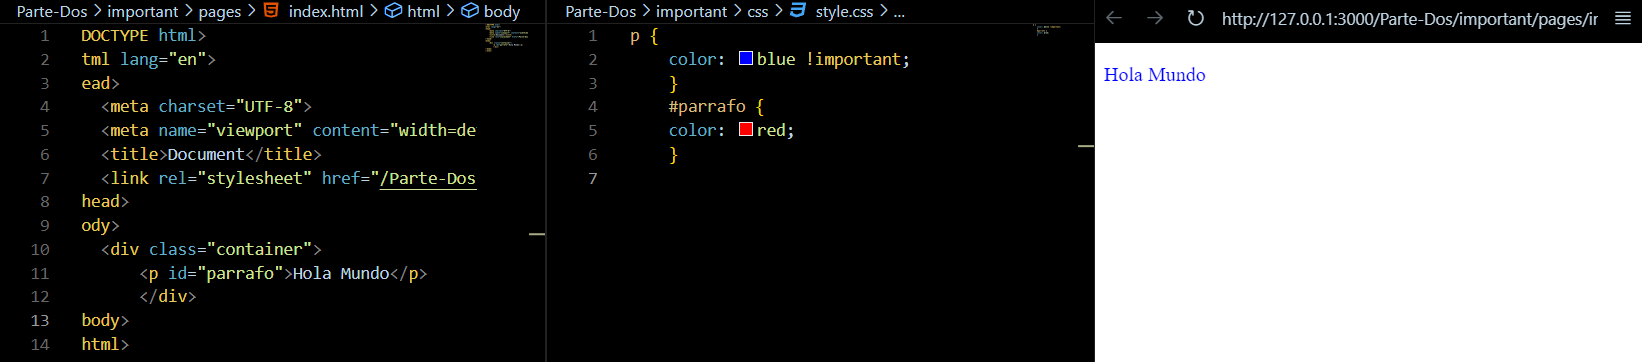 Parte-Dos > important > pages > index.html > html > body
1 DOCTYPE html>
2 tml lang="en">
3 ead>
4 <meta charset="UTF-8">
5 <meta name="viewport" content="width=de
6 <title>Document</title>
7 <link rel="stylesheet" href="/Parte-Dos
8 head>
9 ody>
10 <div class="container">
11 <p id="parrafo">Hola Mundo</p>
12 </div>
13 body>
14 html>
Parte-Dos > important > css > style.css > ...
1 p {
2 color: blue !important;
3 }
4 #parrafo {
5 color: red;
6 }
7
http://127.0.0.1:3000/Parte-Dos/important/pages/in
Hola Mundo